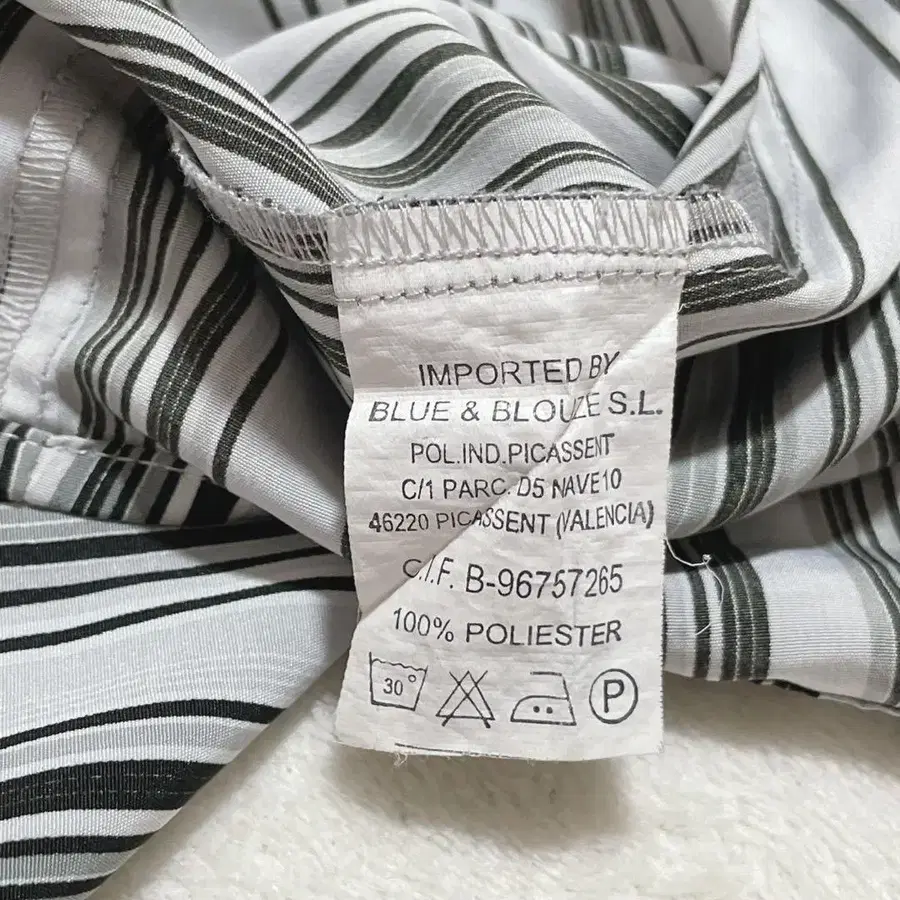 IMPORTED BY
BLUE & BLOUZE S.L.
POL.IND.PICASSENT
C/1 PARC. D5 NAVE10
46220 PICASSENT (VALENCIA)
C.I.F. B-96757265
100% POLIESTER
30° P